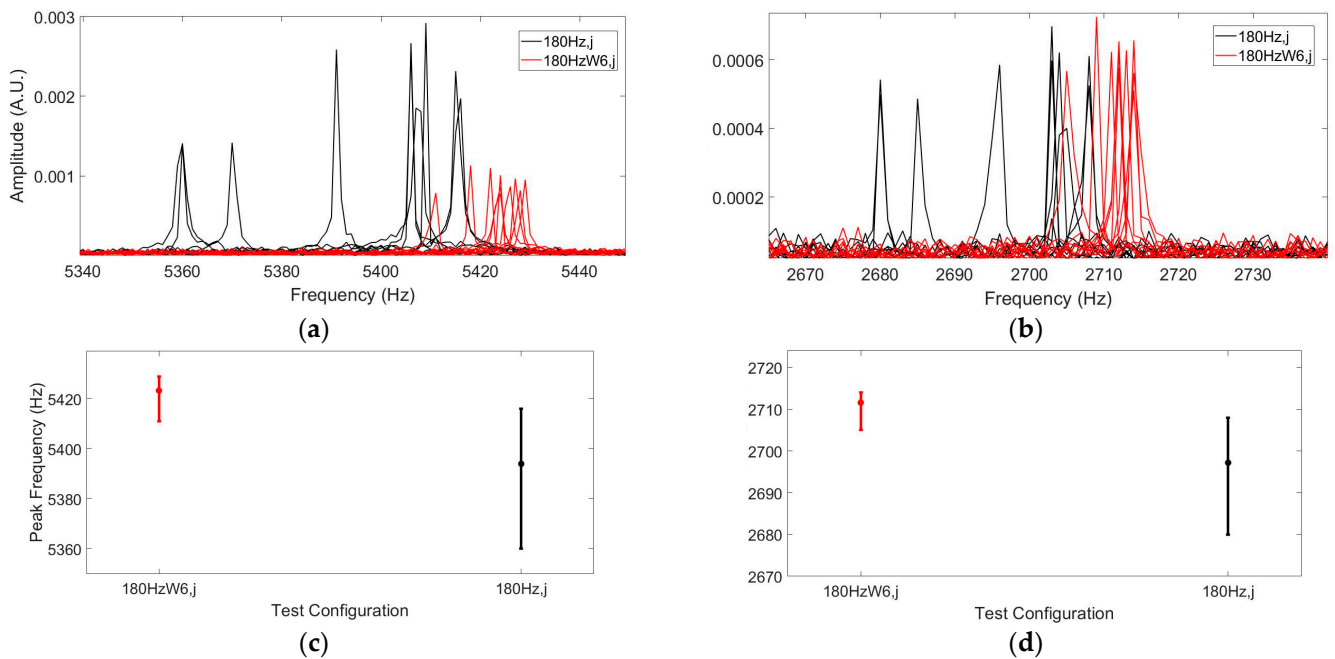 0.003
0.002
0.001
Amplitude (A.U.)
180Hz,j
180HzW6,j
5340 5360 5380 5400 5420 5440
Frequency (Hz)
(a)
0.0006
0.0004
0.0002
180Hz,j
180HzW6,j
2670 2680 2690 2700 2710 2720 2730
Frequency (Hz)
(b)
5420
5400
5380
5360
Peak Frequency (Hz)
180HzW6,j 180Hz,j
Test Configuration
(c)
2720
2710
2700
2690
2680
2670
180HzW6,j 180Hz,j
Test Configuration
(d)